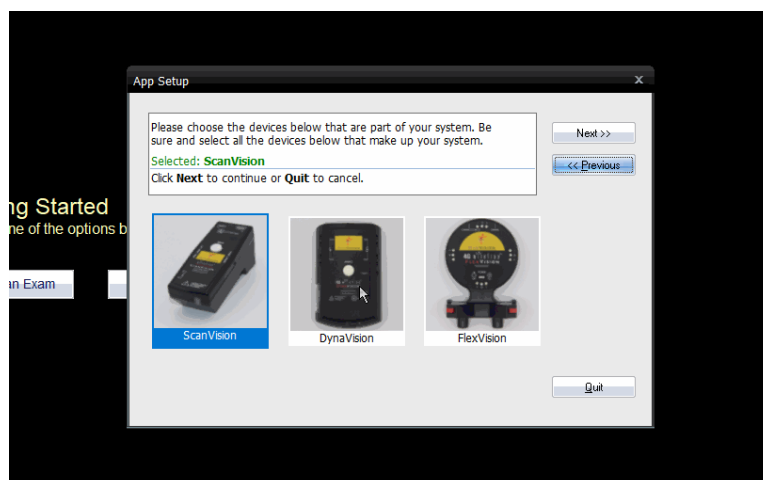 App Setup
x
Please choose the devices below that are part of your system. Be
sure and select all the devices below that make up your system.
Selected: ScanVision
Click Next to continue or Quit to cancel.
Next >>
<< Previous
ng Started
ne of the options b
an Exam
ScanVision
DynaVision
FlexVision
Quit